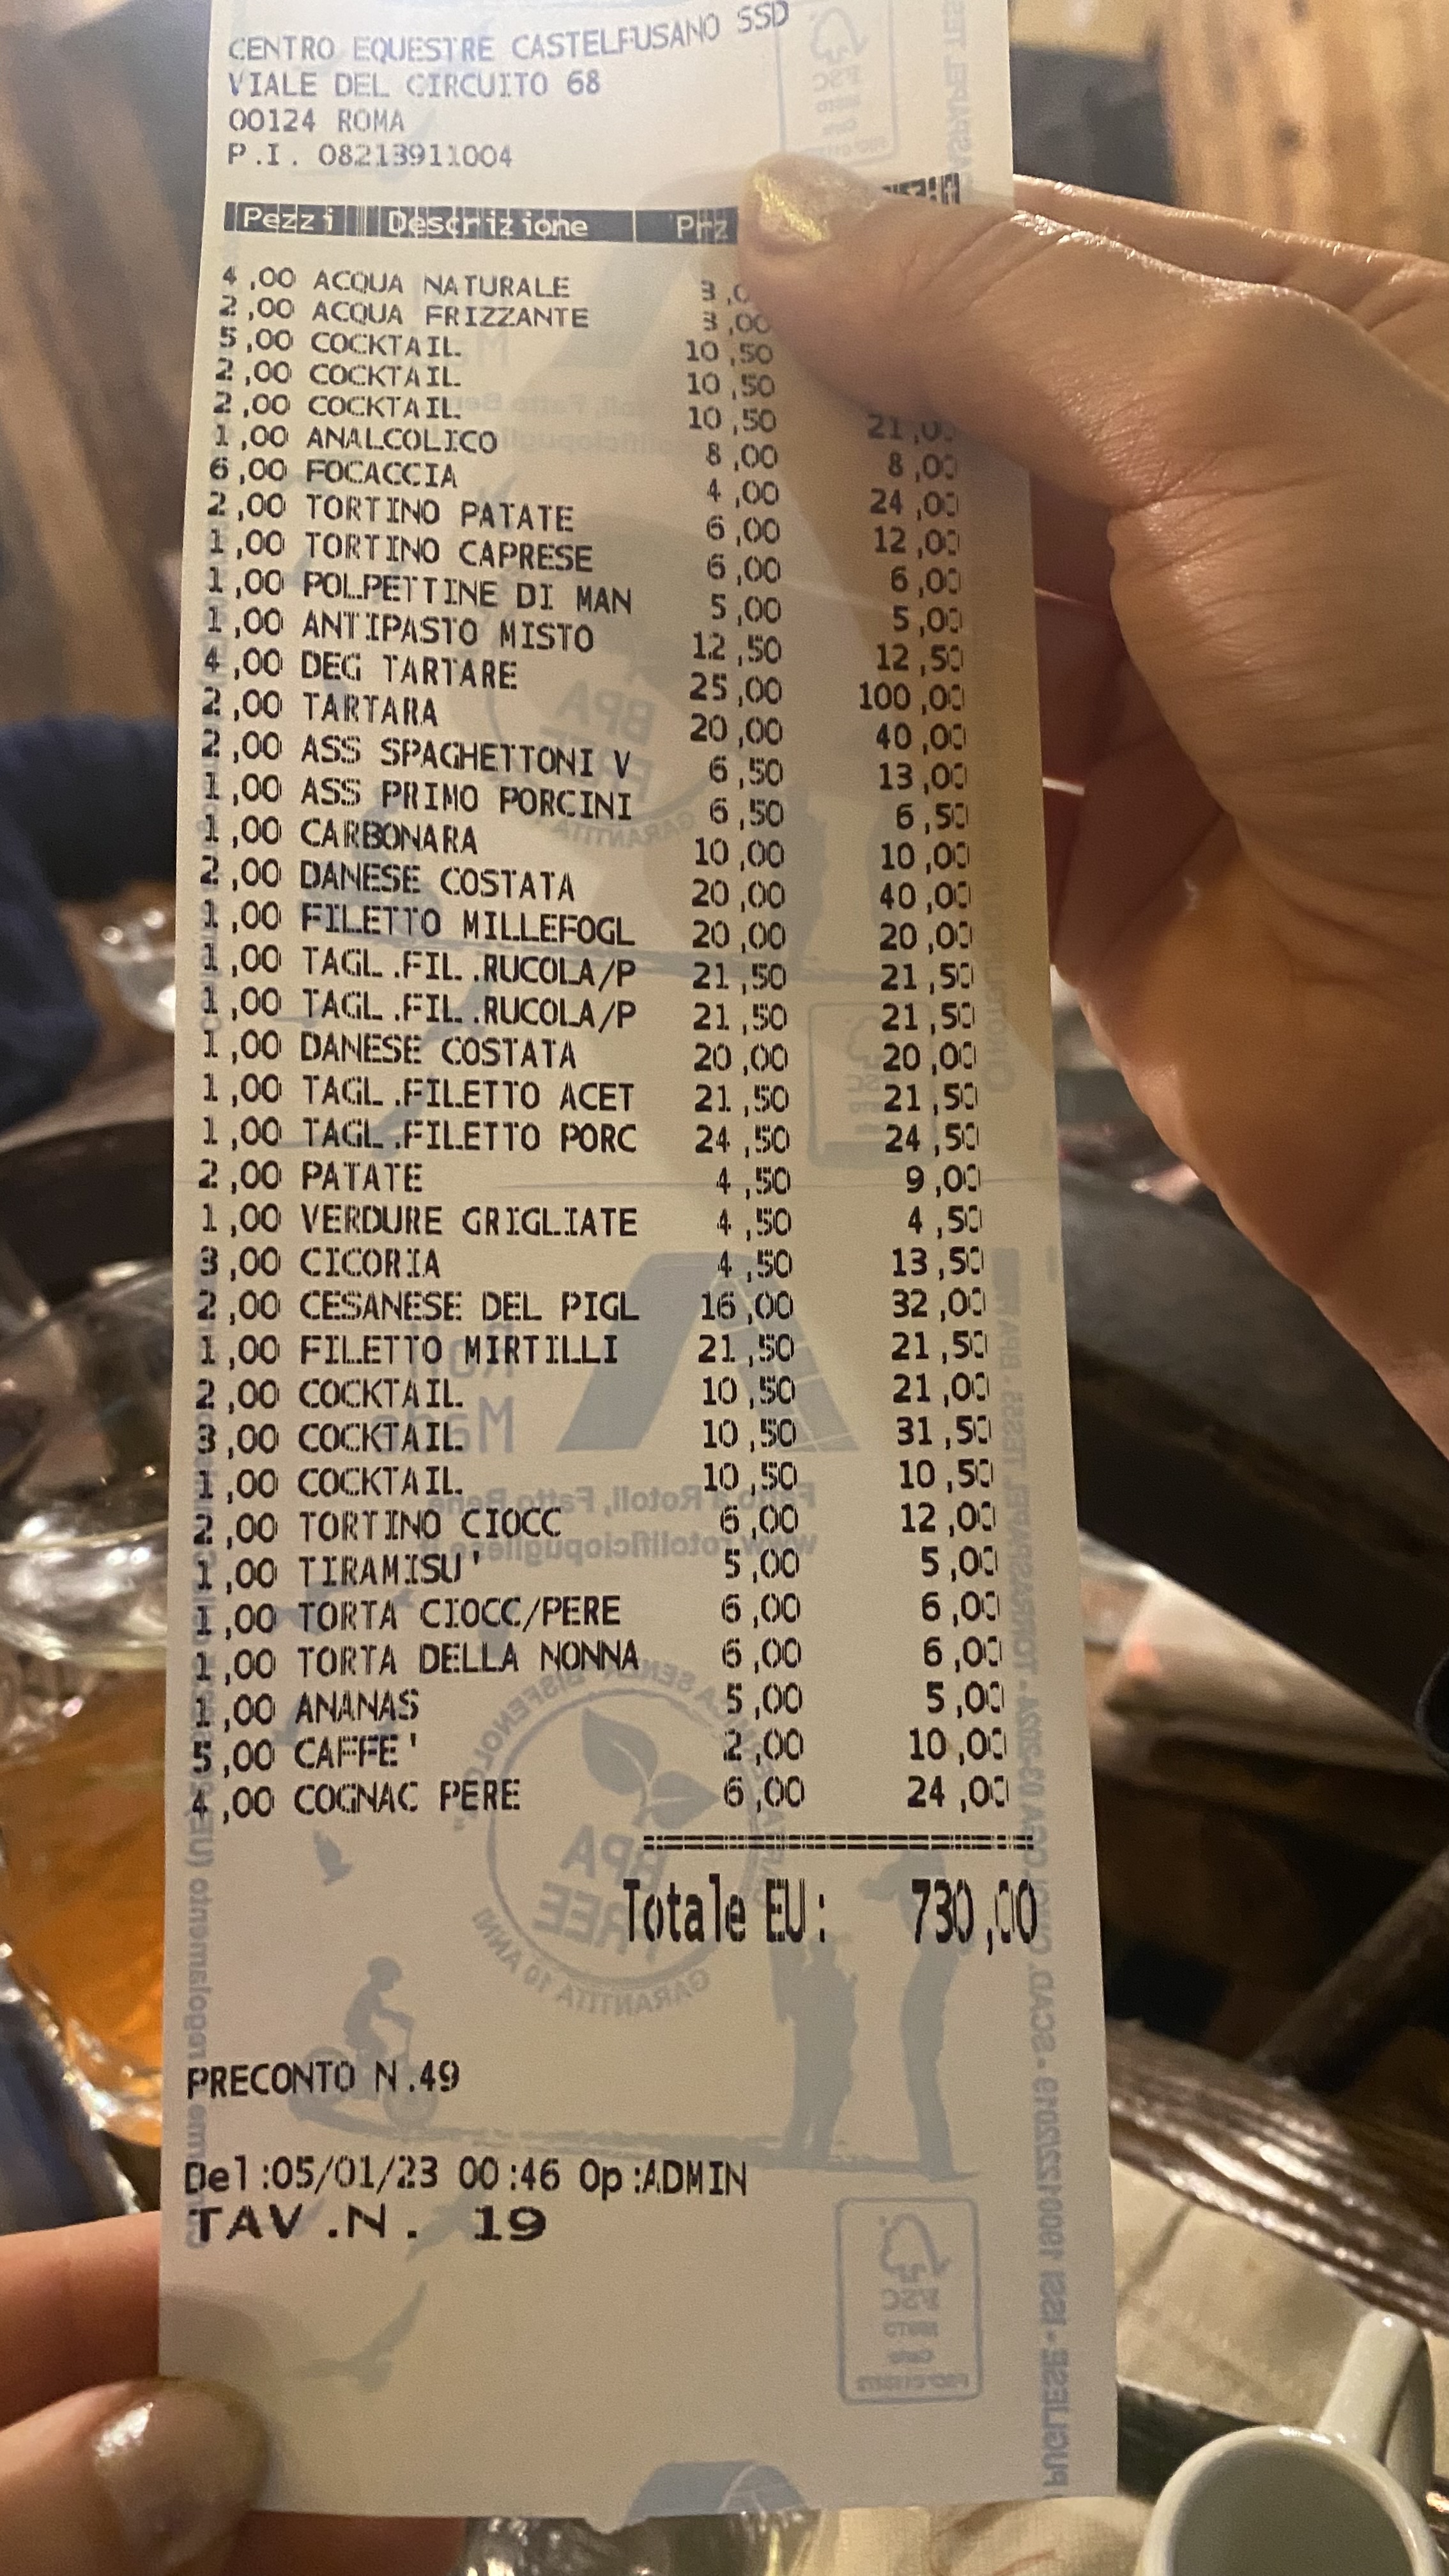 CENTRO EQUESTRE CASTELFUSANO SSD
VIALE DEL CIRCUITO 68
00124 ROMA
P.I. 08213911004
Pezzi Descrizione Prz
4,00 ACQUA NATURALE 3,0
2,00 ACQUA FRIZZANTE 3,00
5,00 COCKTAIL 10,50
2,00 COCKTAIL 10,50
2,00 COCKTAIL 10,50 21,00
1,00 ANALCOLICO 8,00 8,00
6,00 FOCACCIA 4,00 24,00
2,00 TORTINO PATATE 6,00 12,00
1,00 TORTINO CAPRESE 6,00 6,00
1,00 POLPETTINE DI MAN 5,00 5,00
1,00 ANTIPASTO MISTO 12,50 12,50
4,00 DEG TARTARE 25,00 100,00
2,00 TARTARA 20,00 40,00
2,00 ASS SPAGHETTONI V 6,50 13,00
1,00 ASS PRIMO PORCINI 6,50 6,50
1,00 CARBONARA 10,00 10,00
2,00 DANESE COSTATA 20,00 40,00
1,00 FILETTO MILLEFOGL 20,00 20,00
1,00 TAGL.FIL.RUCOLA/P 21,50 21,50
1,00 TAGL.FIL.RUCOLA/P 21,50 21,50
1,00 DANESE COSTATA 20,00 20,00
1,00 TAGL.FILETTO ACET 21,50 21,50
1,00 TAGL.FILETTO PORC 24,50 24,50
2,00 PATATE 4,50 9,00
1,00 VERDURE GRIGLIATE 4,50 4,50
3,00 CICORIA 4,50 13,50
2,00 CESANESE DEL PIGL 16,00 32,00
1,00 FILETTO MIRTILLI 21,50 21,50
2,00 COCKTAIL 10,50 21,00
3,00 COCKTAIL 10,50 31,50
1,00 COCKTAIL 10,50 10,50
2,00 TORTINO CIOCC 6,00 12,00
1,00 TIRAMISU' 5,00 5,00
1,00 TORTA CIOCC/PERE 6,00 6,00
1,00 TORTA DELLA NONNA 6,00 6,00
1,00 ANANAS 5,00 5,00
5,00 CAFFE' 2,00 10,00
4,00 COGNAC PERE 6,00 24,00
Totale EU: 730,00
PRECONTO N.49
Del:05/01/23 00:46 Op:ADMIN
TAV.N. 19